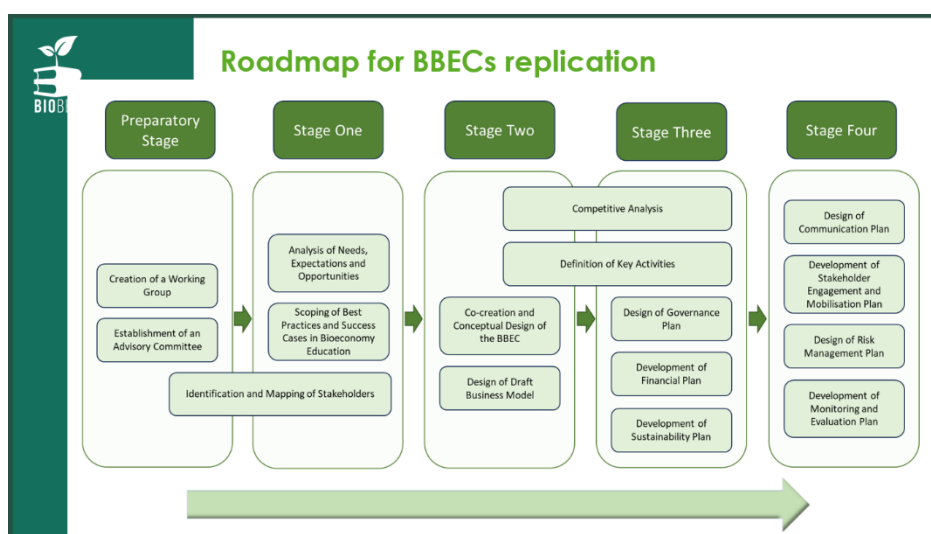 Roadmap for BBECs replication
Preparatory
Stage
Stage One
Stage Two
Stage Three
Stage Four
Creation of a Working
Group
Establishment of an
Advisory Committee
Identification and Mapping of Stakeholders
Analysis of Needs,
Expectations and
Opportunities
Scoping of Best
Practices and Success
Cases in Bioeconomy
Education
Competitive Analysis
Definition of Key Activities
Co-creation and
Conceptual Design of
the BBEC
Design of Draft
Business Model
Design of Governance
Plan
Development of
Financial Plan
Development of
Sustainability Plan
Design of
Communication Plan
Development of
Stakeholder
Engagement and
Mobilisation Plan
Design of Risk
Management Plan
Development of
Monitoring and
Evaluation Plan